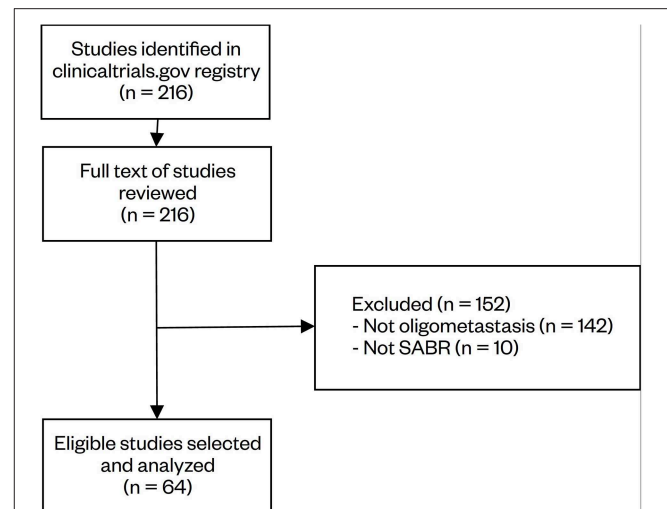 Studies identified in
clinicaltrials.gov registry
(n = 216)
Full text of studies
reviewed
(n = 216)
Excluded (n = 152)
- Not oligometastasis (n = 142)
- Not SABR (n = 10)
Eligible studies selected
and analyzed
(n = 64)